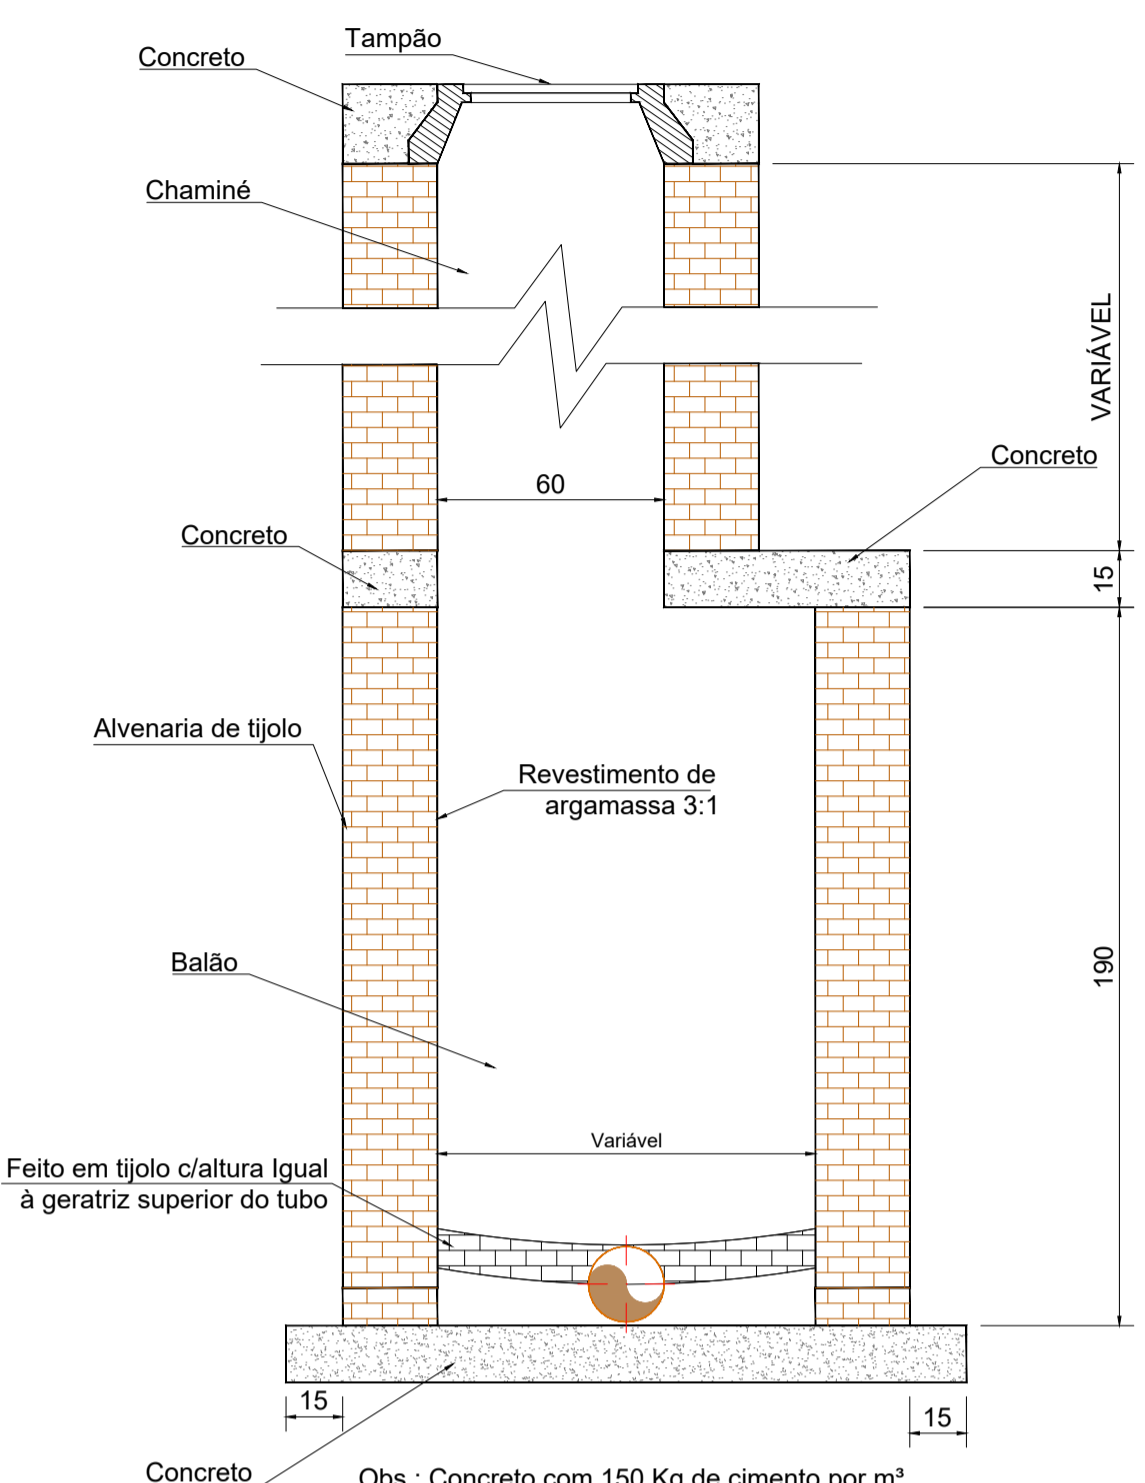 Tampão
Concreto
Chaminé
VARIÁVEL
Concreto
60
Concreto
15
Alvenaria de tijolo
Revestimento de
argamassa 3:1
190
Balão
Variável
Feito em tijolo c/altura Igual
à geratriz superior do tubo
15
15
Concreto
Obs.: Concreto com 150 Kg de cimento por m³